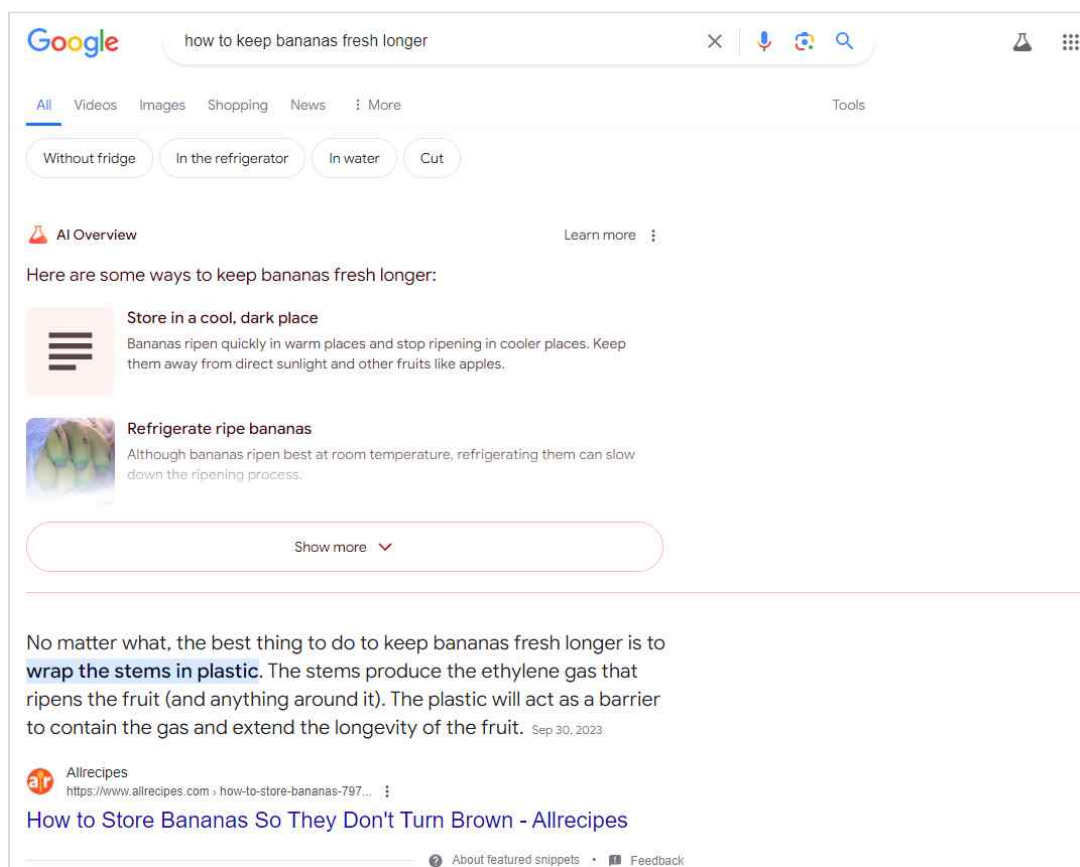 Google
how to keep bananas fresh longer
All Videos Images Shopping News More Tools
Without fridge In the refrigerator In water Cut
AI Overview Learn more
Here are some ways to keep bananas fresh longer:
Store in a cool, dark place
Bananas ripen quickly in warm places and stop ripening in cooler places. Keep
them away from direct sunlight and other fruits like apples.
Refrigerate ripe bananas
Although bananas ripen best at room temperature, refrigerating them can slow
down the ripening process.
Show more
No matter what, the best thing to do to keep bananas fresh longer is to
wrap the stems in plastic. The stems produce the ethylene gas that
ripens the fruit (and anything around it). The plastic will act as a barrier
to contain the gas and extend the longevity of the fruit. Sep 30, 2023
ar
Allrecipes
https://www.allrecipes.com › how-to-store-bananas-797...
How to Store Bananas So They Don't Turn Brown - Allrecipes
About featured snippets • Feedback